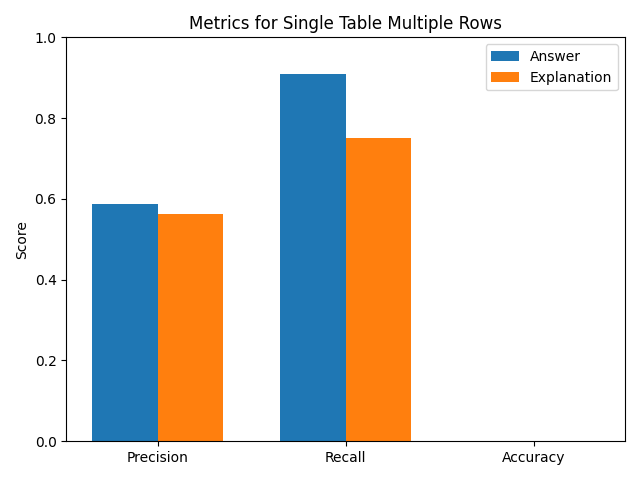 Metrics for Single Table Multiple Rows
Answer
Explanation
Score
1.0
0.8
0.6
0.4
0.2
0.0
Precision
Recall
Accuracy